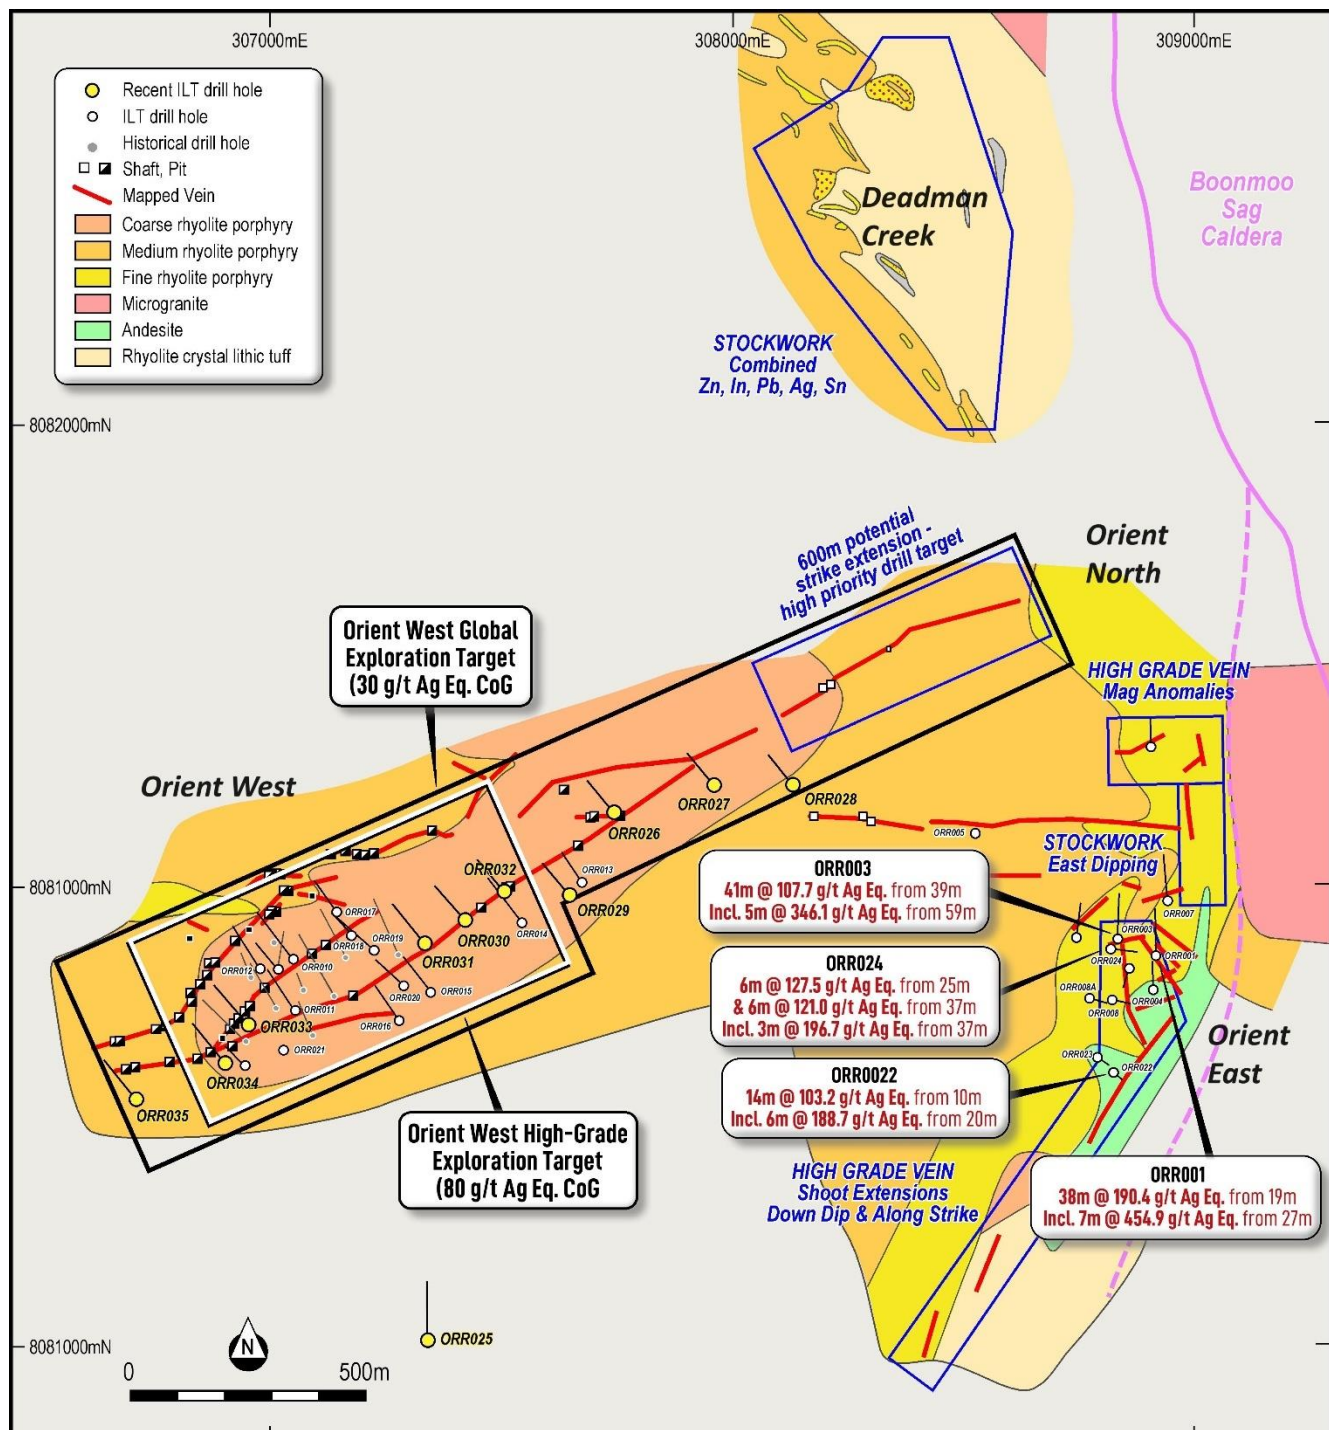 307000mE
308000mE
309000mE
Recent ILT drill hole
ILT drill hole
Historical drill hole
Shaft, Pit
Mapped Vein
Coarse rhyolite porphyry
Medium rhyolite porphyry
Fine rhyolite porphyry
Microgranite
Andesite
Rhyolite crystal lithic tuff
Deadman
Creek
Boonmoo
Sag
Caldera
STOCKWORK
Combined
Zn, In, Pb, Ag, Sn
8082000mN
600m potential
strike extension -
high priority drill target
Orient
North
Orient West Global
Exploration Target
(30 g/t Ag Eq. CoG
HIGH GRADE VEIN
Mag Anomalies
Orient West
ORR027
ORR028
ORR026
ORR005
STOCKWORK
East Dipping
ORR003
41m @ 107.7 g/t Ag Eq. from 39m
Incl. 5m @ 346.1 g/t Ag Eq. from 59m
8081000mN
ORR032
ORR013
ORR029
ORR017
ORR030
ORR014
ORR007
ORR003
ORR018
ORR019
ORR031
ORR012
ORR010
ORR024
ORR001
ORR024
6m @ 127.5 g/t Ag Eq. from 25m
& 6m @ 121.0 g/t Ag Eq. from 37m
Incl. 3m @ 196.7 g/t Ag Eq. from 37m
ORR020
ORR015
ORR008A
ORR004
ORR008
ORR011
ORR016
ORR033
ORR021
ORR034
ORR035
ORR023
ORR022
Orient
East
ORR0022
14m @ 103.2 g/t Ag Eq. from 10m
Incl. 6m @ 188.7 g/t Ag Eq. from 20m
Orient West High-Grade
Exploration Target
(80 g/t Ag Eq. CoG
HIGH GRADE VEIN
Shoot Extensions
Down Dip & Along Strike
ORR001
38m @ 190.4 g/t Ag Eq. from 19m
Incl. 7m @ 454.9 g/t Ag Eq. from 27m
8081000mN
ORR025
N
0 500m